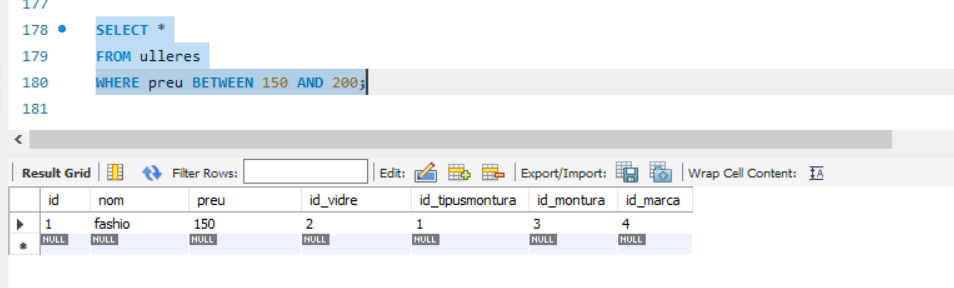 177
178 SELECT *
179 FROM ulleres
180 WHERE preu BETWEEN 150 AND 200;
181
Result Grid Filter Rows: Edit: Export/Import: Wrap Cell Content: IA
id nom preu id_vidre id_tipusmontura id_montura id_marca
1 fashio 150 2 1 3 4
NULL NULL NULL NULL NULL NULL NULL